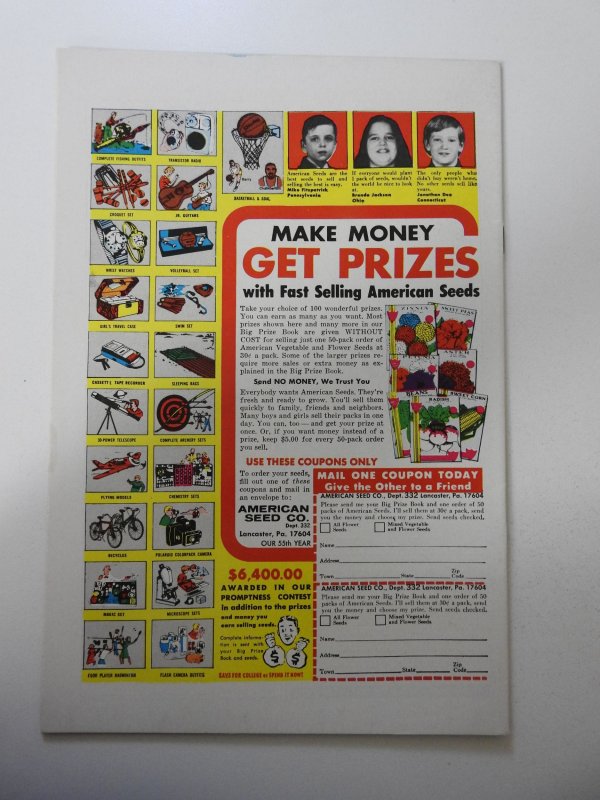 COMPLETE FISHING OUTFITS
TRANSISTOR RADIO
CROQUET SET
JR. GUITARS
BASKETBALL & GOAL
WRIST WATCHES
VOLLEYBALL SET
GIRL'S TRAVEL CASE
SWIM SET
CASSETTE TAPE RECORDER
SLEEPING BAGS
30-POWER TELESCOPE
COMPLETE ARCHERY SETS
FLYING MODELS
CHEMISTRY SETS
BICYCLES
POLAROID COLORPACK CAMERA
MAGIC SET
MICROSCOPE SETS
FOUR PLAYER BADMINTON
FLASH CAMERA OUTFITS
American Seeds are the
best seeds to sell and
selling the best is easy.
Mike Fitzpatrick
Pennsylvania
If everyone would plant
1 pack of seeds, wouldn't
the world be nice to look
at.
Brenda Jackson
Ohio
The only people who
didn't buy weren't home.
No other seeds sell like
yours.
Jonathan Dua
Connecticut
MAKE MONEY
GET PRIZES
with Fast Selling American Seeds
Take your choice of 100 wonderful prizes.
You can earn as many as you want. Most
prizes shown here and many more in our
Big Prize Book are given WITHOUT
COST for selling just one 50-pack order of
American Vegetable and Flower Seeds at
30¢ a pack. Some of the larger prizes re-
quire more sales or extra money as ex-
plained in the Big Prize Book.
Send NO MONEY, We Trust You
Everybody wants American Seeds. They're
fresh and ready to grow. You'll sell them
quickly to family, friends and neighbors.
Many boys and girls sell their packs in one
day. You can, too — and get your prize at
once. Or, if you want money instead of a
prize, keep $5.00 for every 50-pack order
you sell.
ZINNIA
SWEET PEAS
ASTER
BEANS
RADISH
SWEET CORN
USE THESE COUPONS ONLY
To order your seeds,
fill out one of these
coupons and mail in
an envelope to:
AMERICAN
SEED CO.
Dept. 332
Lancaster, Pa. 17604
OUR 55th YEAR
MAIL ONE COUPON TODAY
Give the Other to a Friend
AMERICAN SEED CO., Dept. 332 Lancaster, Pa. 17604
Please send me your Big Prize Book and one order of 50
packs of American Seeds. I'll sell them at 30¢ a pack, send
you the money and choose my prize. Send seeds checked.
All Flower
Seeds
Mixed Vegetable
and Flowerseed
Name
Address
Town State Zip
Code
AMERICAN SEED CO., Dept. 332 Lancaster, Pa. 17604
Please send me your Big Prize Book and one order of 50
packs of American Seeds. I'll sell them at 30¢ a pack, send
you the money and choose my prize. Send seeds checked.
All Flower
Seeds
Mixed Vegetable
and Flowerseed
Name
Address
Town State Zip
Code
$6,400.00
AWARDED IN OUR
PROMPTNESS CONTEST
in addition to the prizes
and money you
earn selling seeds.
Complete informa-
tion is sent with
your Big Prize
Book and seeds.
$ $
SAVE FOR COLLEGE or SPEND IT NOW!